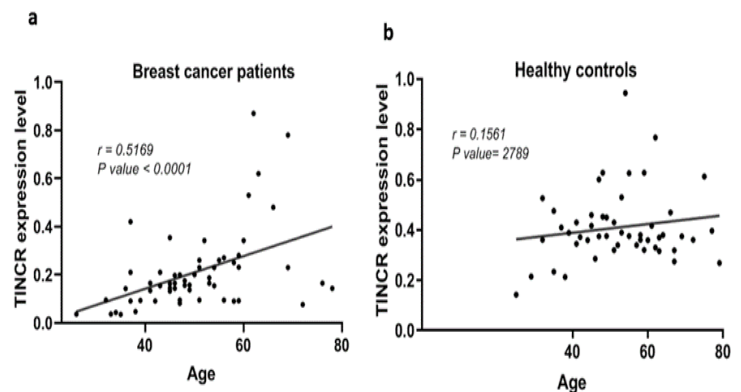 a
Breast cancer patients
TINCR expression level
1.0
0.8
0.6
0.4
0.2
0.0
r = 0.5169
P value < 0.0001
40
60
80
Age
b
Healthy controls
TINCR expression level
1.0
0.8
0.6
0.4
0.2
0.0
r = 0.1561
P value= 2789
40
60
80
Age